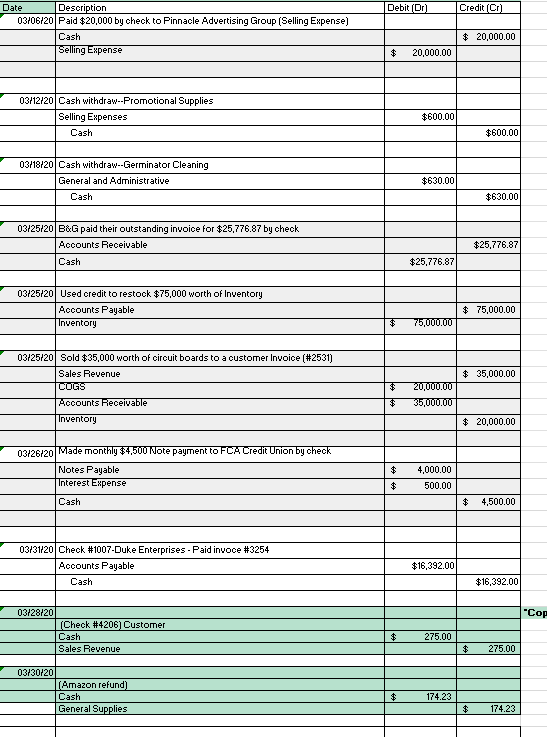 Date Description Debit (Dr) Credit (Cr)
03/06/20 Paid $20,000 by check to Pinnacle Advertising Group (Selling Expense)
Cash $ 20,000.00
Selling Expense $ 20,000.00
03/12/20 Cash withdraw--Promotional Supplies
Selling Expenses $600.00
Cash $600.00
03/18/20 Cash withdraw--Germinator Cleaning
General and Administrative $630.00
Cash $630.00
03/25/20 B&G paid their outstanding invoice for $25,776.87 by check
Accounts Receivable $25,776.87
Cash $25,776.87
03/25/20 Used credit to restock $75,000 worth of Inventory
Accounts Payable $ 75,000.00
Inventory $ 75,000.00
03/25/20 Sold $35,000 worth of circuit boards to a customer Invoice (#2531)
Sales Revenue $ 35,000.00
COGS $ 20,000.00
Accounts Receivable $ 35,000.00
Inventory $ 20,000.00
03/26/20 Made monthly $4,500 Note payment to FCA Credit Union by check
Notes Payable $ 4,000.00
Interest Expense $ 500.00
Cash $ 4,500.00
03/31/20 Check #1007-Duke Enterprises - Paid invoce #3254
Accounts Payable $16,392.00
Cash $16,392.00
03/28/20 "Cop
(Check #4206) Customer
Cash $ 275.00
Sales Revenue $ 275.00
03/30/20
(Amazon refund)
Cash $ 174.23
General Supplies $ 174.23